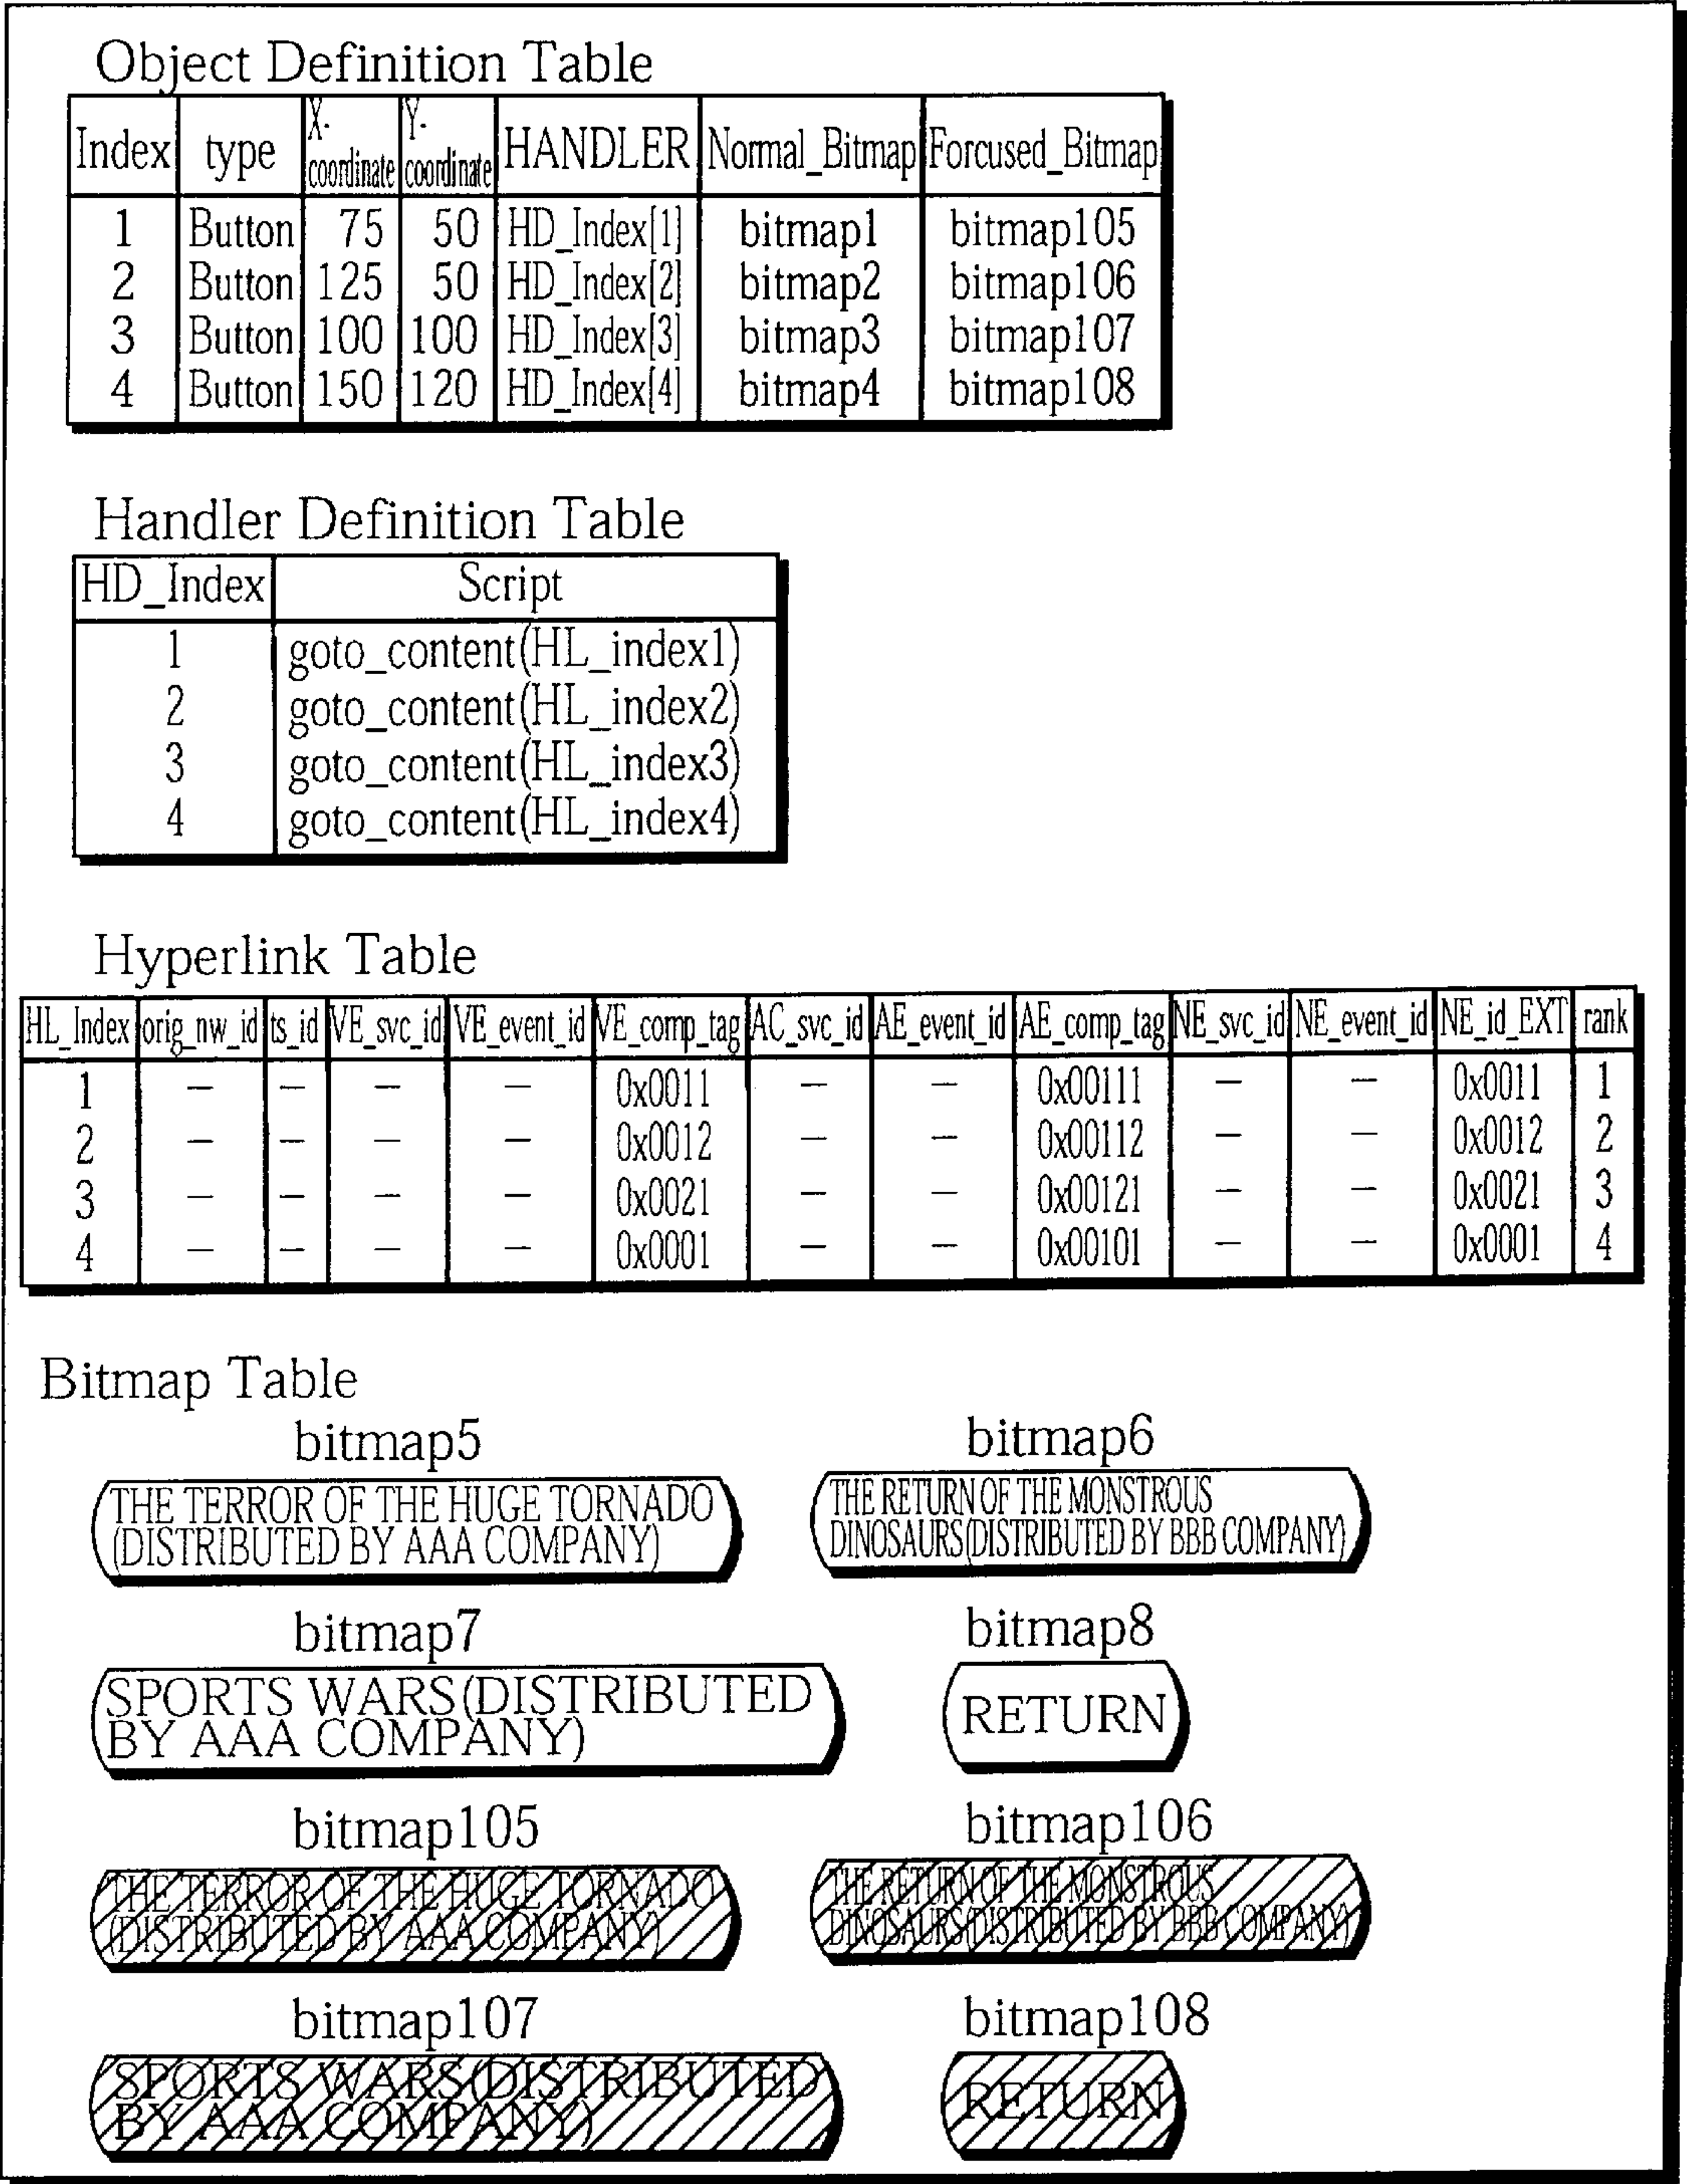 Object Definition Table
Index type X-coordinate Y-coordinate HANDLER Normal_Bitmap Forcused_Bitmap
1 Button 75 50 HD_Index[1] bitmap1 bitmap105
2 Button 125 50 HD_Index[2] bitmap2 bitmap106
3 Button 100 100 HD_Index[3] bitmap3 bitmap107
4 Button 150 120 HD_Index[4] bitmap4 bitmap108
Handler Definition Table
HD_Index Script
1 goto_content(HL_index1)
2 goto_content(HL_index2)
3 goto_content(HL_index3)
4 goto_content(HL_index4)
Hyperlink Table
HL_Index orig_nw_id ts_id VE_svc_id VE_event_id VE_comp_tag AC_svc_id AE_event_id AE_comp_tag NE_svc_id NE_event_id NE_id_EXT rank
1 — — — — 0x0011 — — 0x00111 — — 0x0011 1
2 — — — — 0x0012 — — 0x00112 — — 0x0012 2
3 — — — — 0x0021 — — 0x00121 — — 0x0021 3
4 — — — — 0x0001 — — 0x00101 — — 0x0001 4
Bitmap Table
bitmap5 bitmap6
THE TERROR OF THE HUGE TORNADO
(DISTRIBUTED BY AAA COMPANY)
THE RETURN OF THE MONSTROUS
DINOSAURS(DISTRIBUTED BY BBB COMPANY)
bitmap7 bitmap8
SPORTS WARS(DISTRIBUTED
BY AAA COMPANY)
RETURN
bitmap105 bitmap106
THE TERROR OF THE HUGE TORNADO
(DISTRIBUTED BY AAA COMPANY)
THE RETURN OF THE MONSTROUS
DINOSAURS(DISTRIBUTED BY BBB COMPANY)
bitmap107 bitmap108
SPORTS WARS(DISTRIBUTED
BY AAA COMPANY)
RETURN